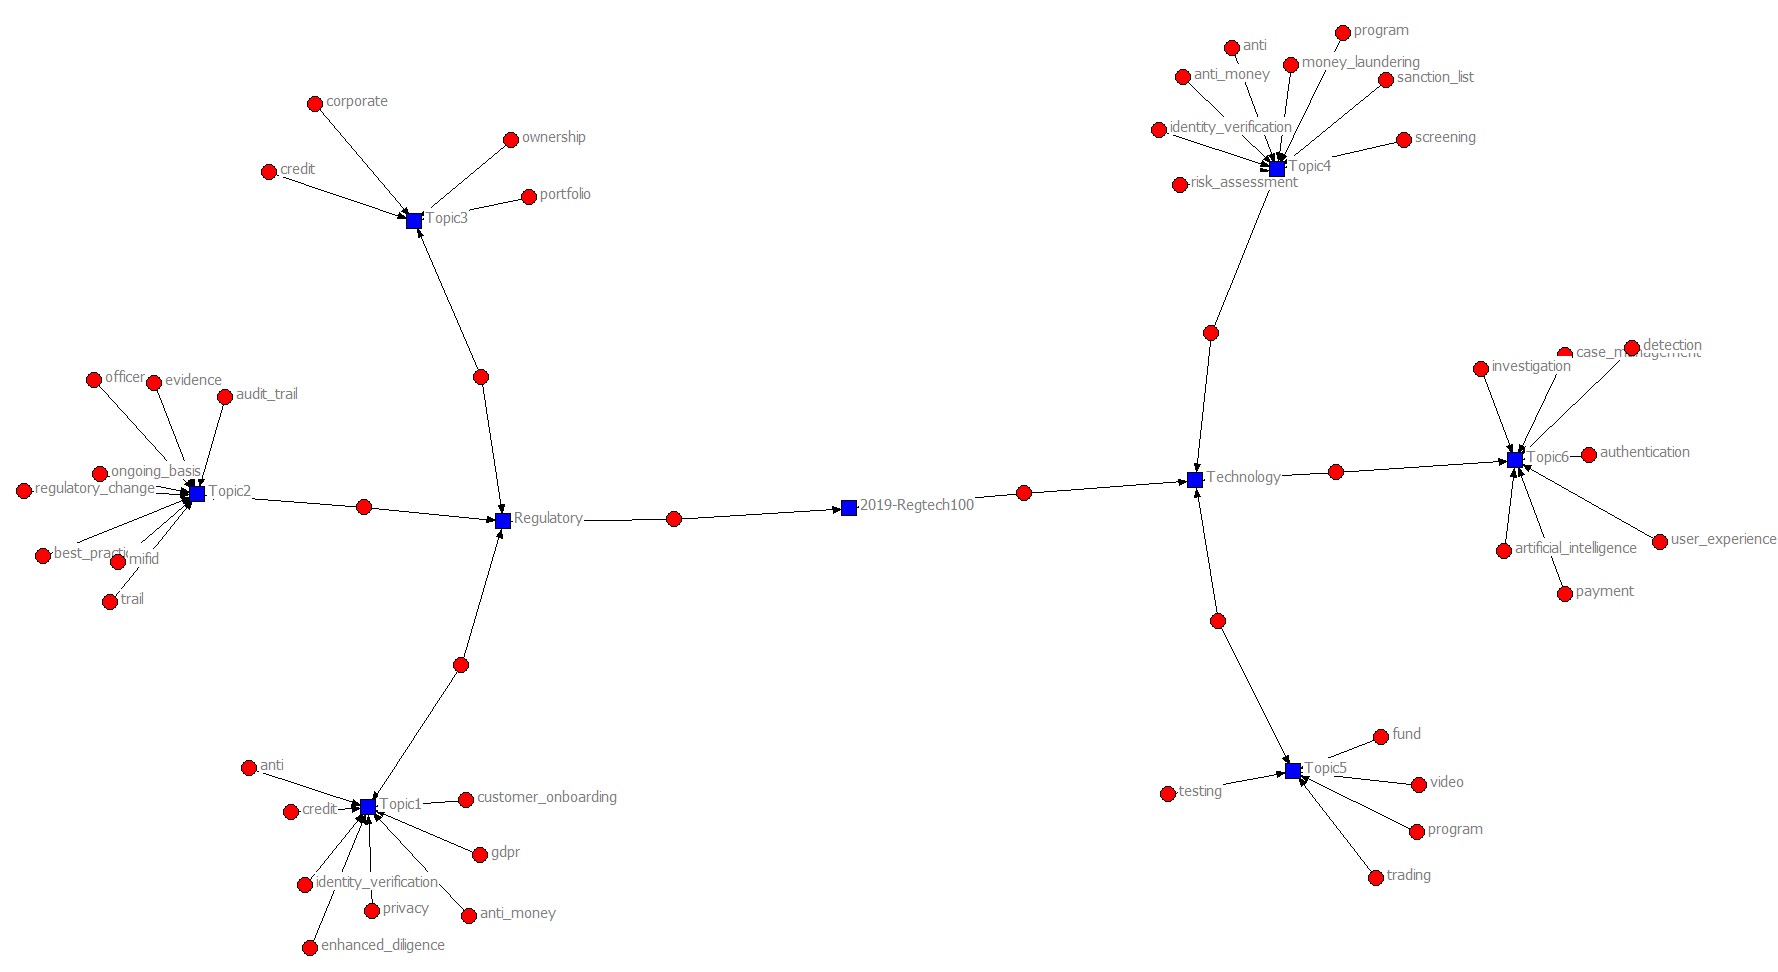 program
anti
money_laundering
anti_money
sanction_list
identity_verification
screening
Topic4
risk_assessment
corporate
ownership
credit
portfolio
Topic3
officer
evidence
audit_trail
ongoing_basis
regulatory_change
Topic2
best_practi
mifid
trail
Regulatory
2019-Regtech100
Technology
detection
investigation
authentication
Topic6
user_experience
artificial_intelligence
payment
anti
customer_onboarding
credit
Topic1
gdpr
identity_verification
privacy
anti_money
enhanced_diligence
fund
Topic5
video
testing
program
trading